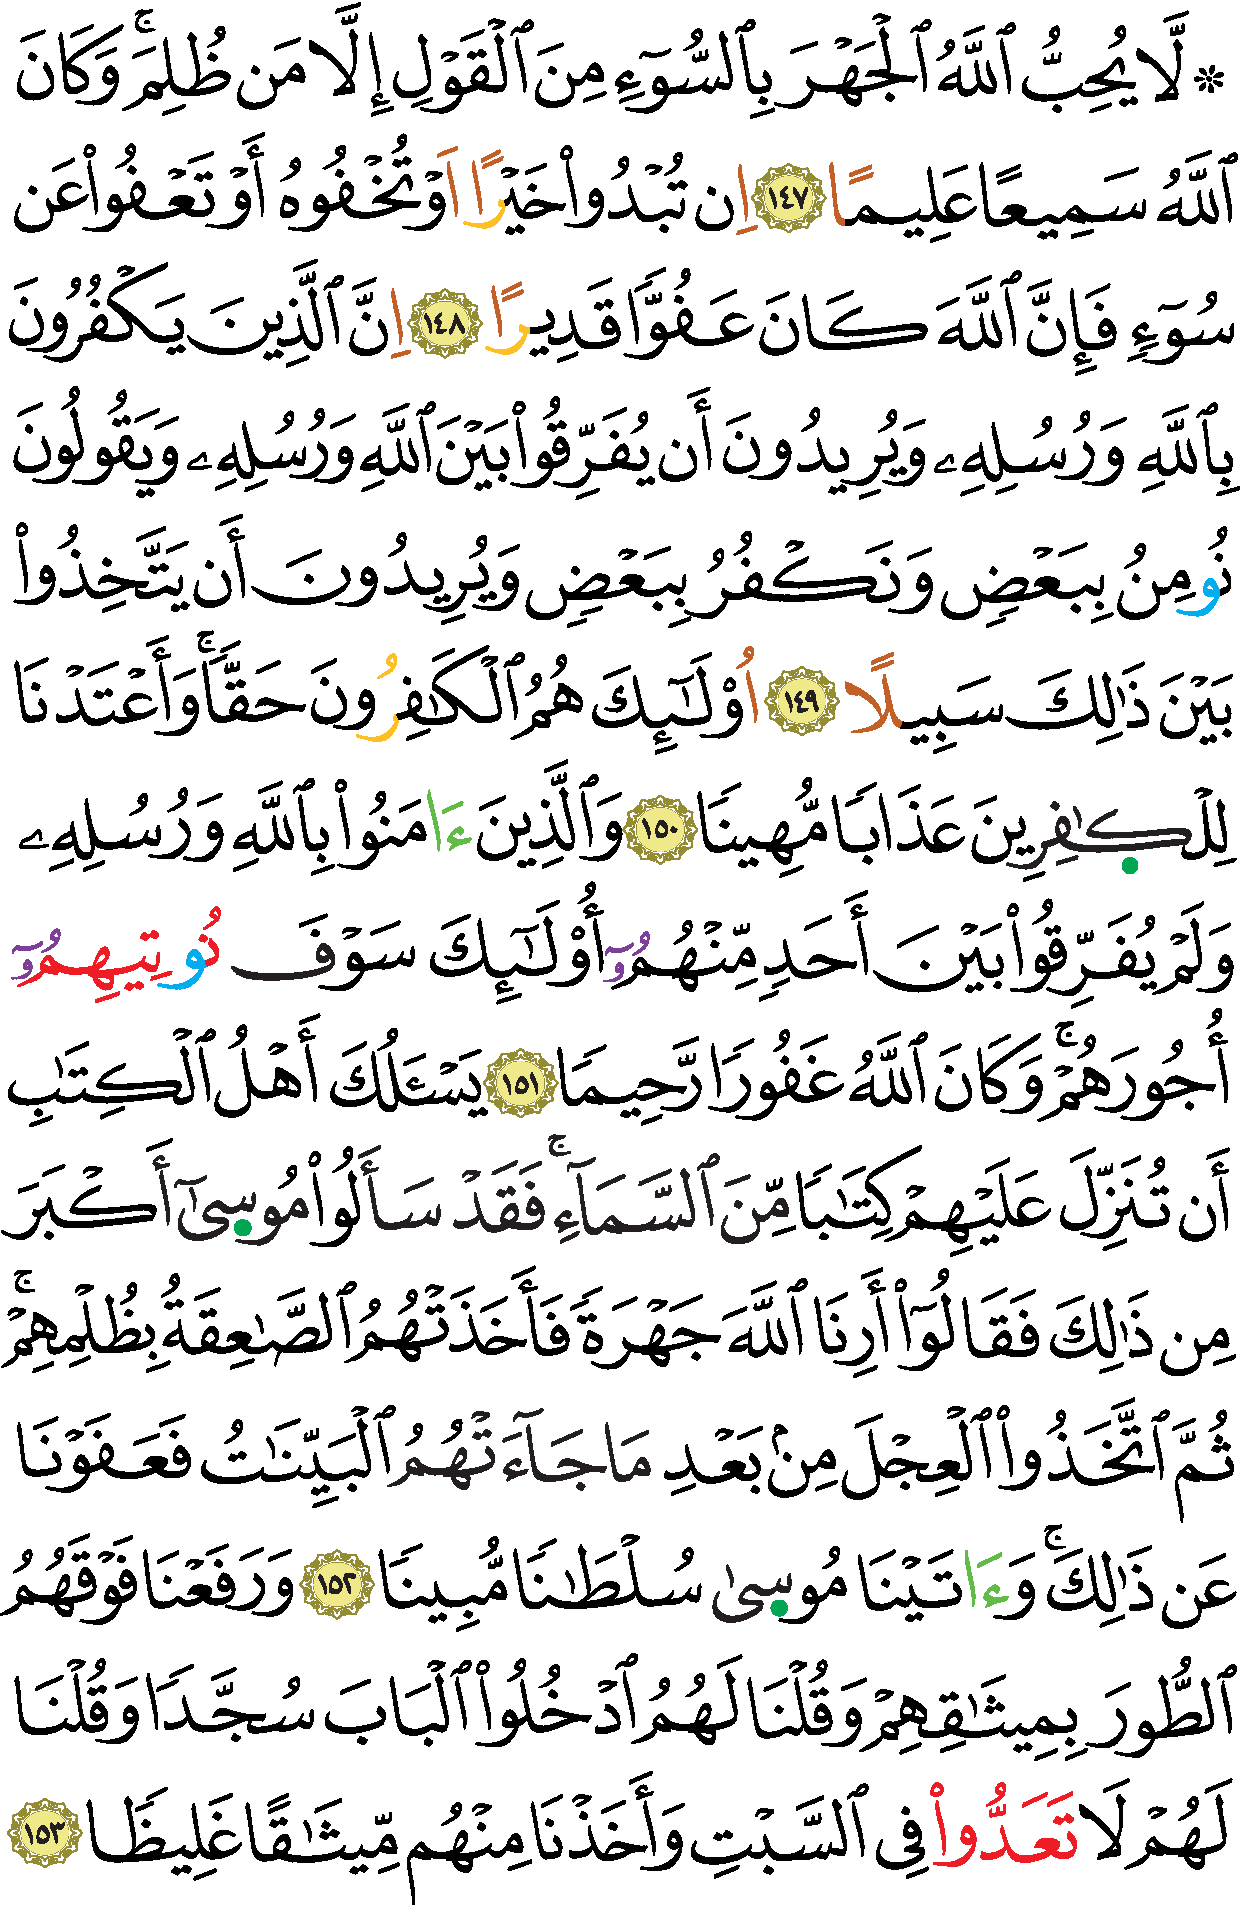 ۞ لَّا يُحِبُّ ٱللَّهُ ٱلْجَهْرَ بِٱلسُّوٓءِ مِنَ ٱلْقَوْلِ إِلَّا مَن ظُلِمَۚ وَكَانَ
ٱللَّهُ سَمِيعًا عَلِيمًا ١٤٧ اِن تُبْدُواْ خَيْرًا اَوْ تُخْفُوهُ أَوْ تَعْفُواْ عَن
سُوٓءٍ فَإِنَّ ٱللَّهَ كَانَ عَفُوًّا قَدِيرًا ١٤٨ اِنَّ ٱلَّذِينَ يَكْفُرُونَ
بِٱللَّهِ وَرُسُلِهِۦ وَيُرِيدُونَ أَن يُفَرِّقُواْ بَيْنَ ٱللَّهِ وَرُسُلِهِۦ وَيَقُولُونَ
نُومِنُ بِبَعْضٍ وَنَكْفُرُ بِبَعْضٍ وَيُرِيدُونَ أَن يَتَّخِذُواْ
بَيْنَ ذَٰلِكَ سَبِيلًا ١٤٩ اُوْلَٰٓئِكَ هُمُ ٱلْكَٰفِرُونَ حَقًّاۚ وَأَعْتَدْنَا
لِلْكٰفِرِينَ عَذَابًا مُّهِينًا ١٥٠ وَٱلَّذِينَ ءَامَنُواْ بِٱللَّهِ وَرُسُلِهِۦ
وَلَمْ يُفَرِّقُواْ بَيْنَ أَحَدٍ مِّنْهُمُۥٓ أُوْلَٰٓئِكَ سَوْفَ نُوتِيهِمُۥٓ
أُجُورَهُمْۚ وَكَانَ ٱللَّهُ غَفُورًا رَّحِيمًا ١٥١ يَسْـَٔلُكَ أَهْلُ ٱلْكِتَٰبِ
أَن تُنَزِّلَ عَلَيْهِمْ كِتَٰبًا مِّنَ ٱلسَّمَآءِۚ فَقَدْ سَأَلُواْ مُوسىٰٓ أَكْبَرَ
مِن ذَٰلِكَ فَقَالُوٓاْ أَرِنَا ٱللَّهَ جَهْرَةً فَأَخَذَتْهُمُ ٱلصَّٰعِقَةُ بِظُلْمِهِمْۚ
ثُمَّ ٱتَّخَذُواْ ٱلْعِجْلَ مِنۢ بَعْدِ مَا جَآءَتْهُمُ ٱلْبَيِّنَٰتُ فَعَفَوْنَا
عَن ذَٰلِكَۚ وَءَاتَيْنَا مُوسىٰ سُلْطَٰنًا مُّبِينًا ١٥٢ وَرَفَعْنَا فَوْقَهُمُ
ٱلطُّورَ بِمِيثَٰقِهِمْ وَقُلْنَا لَهُمُ ٱدْخُلُواْ ٱلْبَابَ سُجَّدًا وَقُلْنَا
لَهُمْ لَا تَعَدُّواْ فِى ٱلسَّبْتِ وَأَخَذْنَا مِنْهُم مِّيثَٰقًا غَلِيظًا ١٥٣